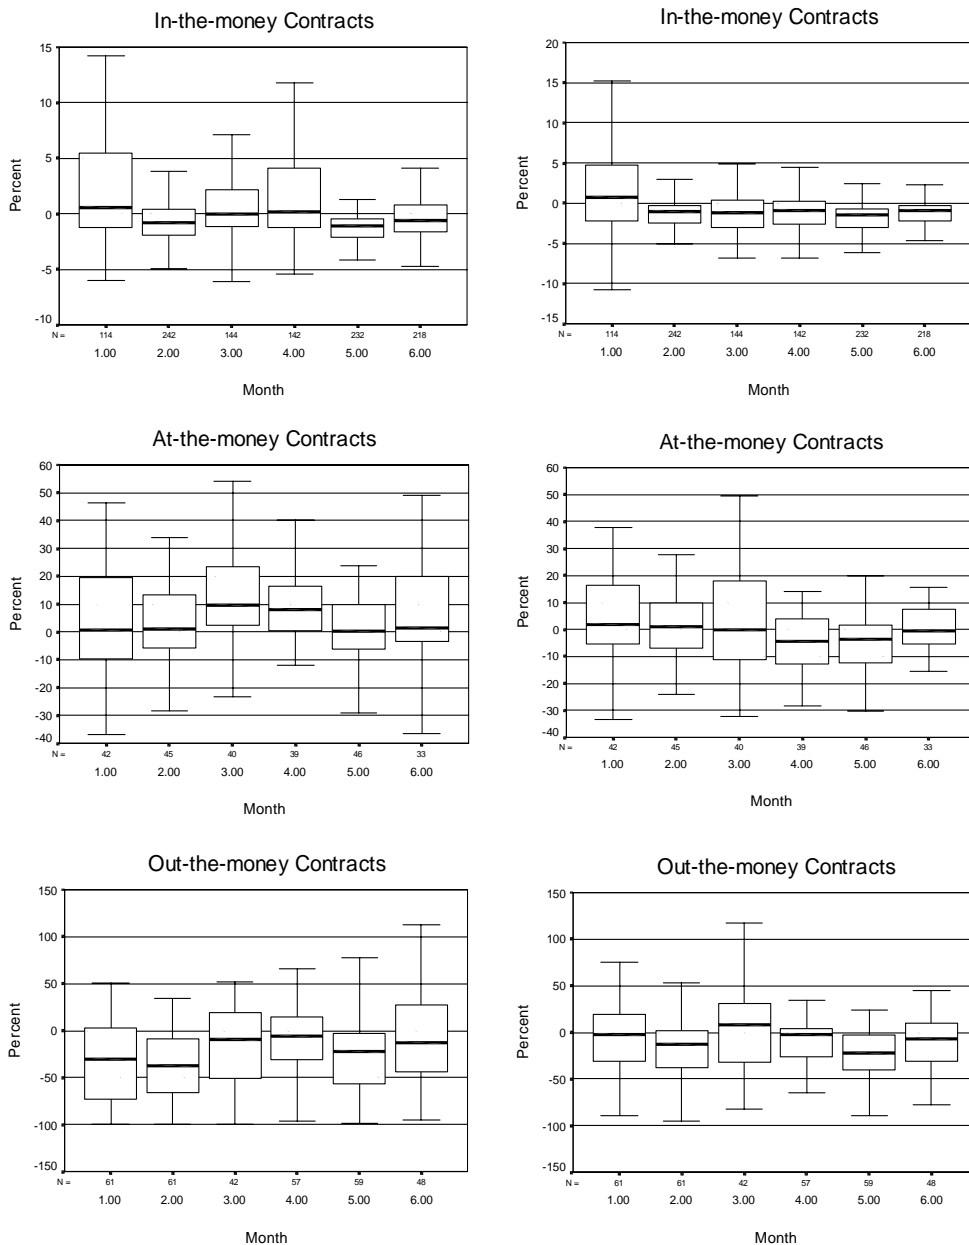 In-the-money Contracts
15
10
5
0
-5
-10
Percent
N = 114 242 144 142 232 218
1.00 2.00 3.00 4.00 5.00 6.00
Month
In-the-money Contracts
20
15
10
5
0
-5
-10
-15
Percent
N = 114 242 144 142 232 218
1.00 2.00 3.00 4.00 5.00 6.00
Month
At-the-money Contracts
60
50
40
30
20
10
0
-10
-20
-30
-40
Percent
N = 42 45 40 39 46 33
1.00 2.00 3.00 4.00 5.00 6.00
Month
At-the-money Contracts
60
50
40
30
20
10
0
-10
-20
-30
-40
Percent
N = 42 45 40 39 46 33
1.00 2.00 3.00 4.00 5.00 6.00
Month
Out-the-money Contracts
150
100
50
0
-50
-100
-150
Percent
N = 61 61 42 57 59 48
1.00 2.00 3.00 4.00 5.00 6.00
Month
Out-the-money Contracts
150
100
50
0
-50
-100
-150
Percent
N = 61 61 42 57 59 48
1.00 2.00 3.00 4.00 5.00 6.00
Month